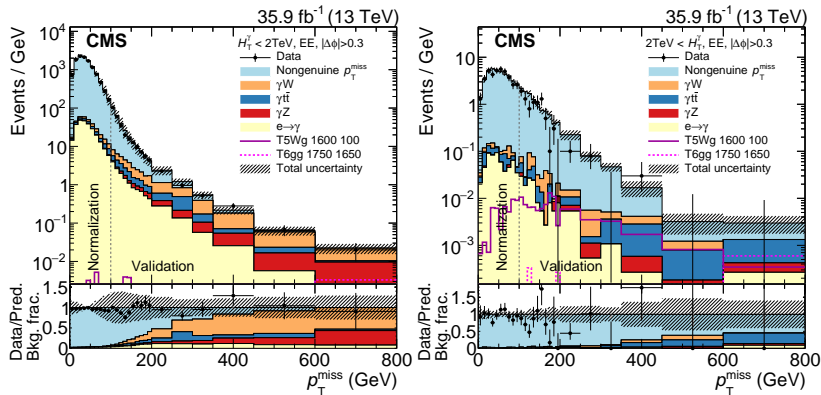 35.9 fb⁻¹ (13 TeV)
CMS
H_T^γ < 2TeV, EE, |Δϕ|>0.3
Data
Nongenuine p_T^miss
γW
γtt̄
γZ
e→γ
T5Wg 1600 100
T6gg 1750 1650
Total uncertainty
Events / GeV
10⁴
10³
10²
10
1
10⁻¹
10⁻²
Normalization
Validation
Data/Pred.
Bkg. frac.
1.5
1
0.5
0
0 200 400 600 800
p_T^miss (GeV)
35.9 fb⁻¹ (13 TeV)
CMS
2TeV < H_T^γ, EE, |Δϕ|>0.3
Data
Nongenuine p_T^miss
γW
γtt̄
γZ
e→γ
T5Wg 1600 100
T6gg 1750 1650
Total uncertainty
Events / GeV
10²
10
1
10⁻¹
10⁻²
10⁻³
Normalization
Validation
Data/Pred.
Bkg. frac.
1.5
1
0.5
0
0 200 400 600 800
p_T^miss (GeV)